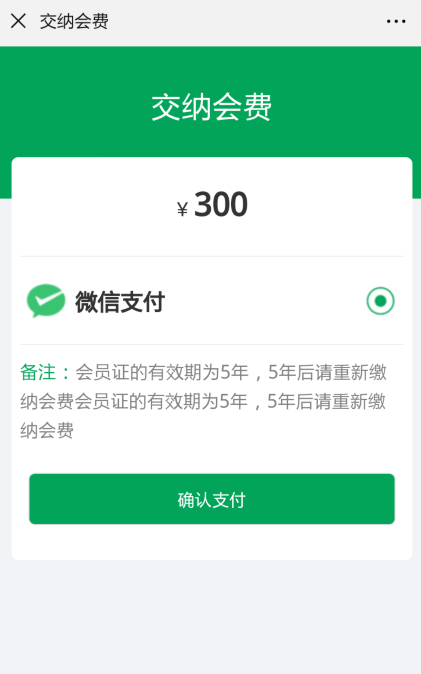 交纳会费
交纳会费
¥ 300
微信支付
备注：会员证的有效期为5年，5年后请重新缴
纳会费会员证的有效期为5年，5年后请重新缴
纳会费
确认支付